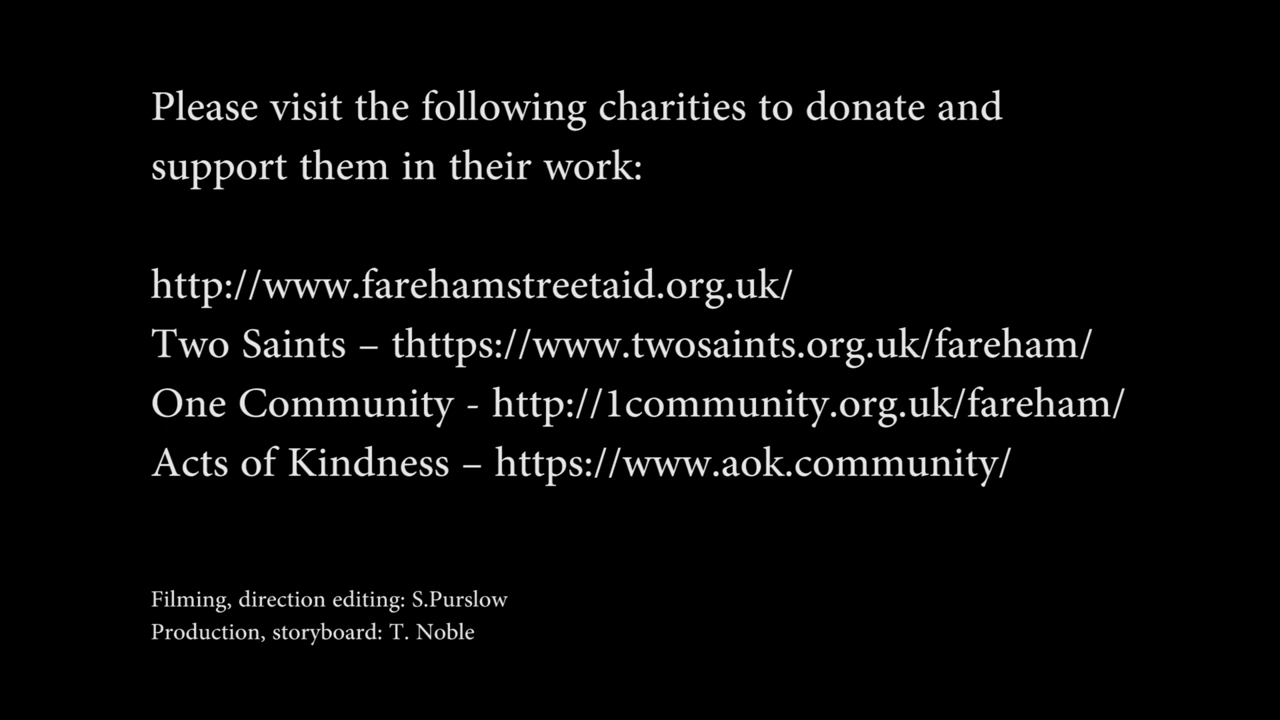 Please visit the following charities to donate and
support them in their work:
http://www.farehamstreetaid.org.uk/
Two Saints – thttps://www.twosaints.org.uk/fareham/
One Community - http://1community.org.uk/fareham/
Acts of Kindness – https://www.aok.community/
Filming, direction editing: S.Purslow
Production, storyboard: T. Noble